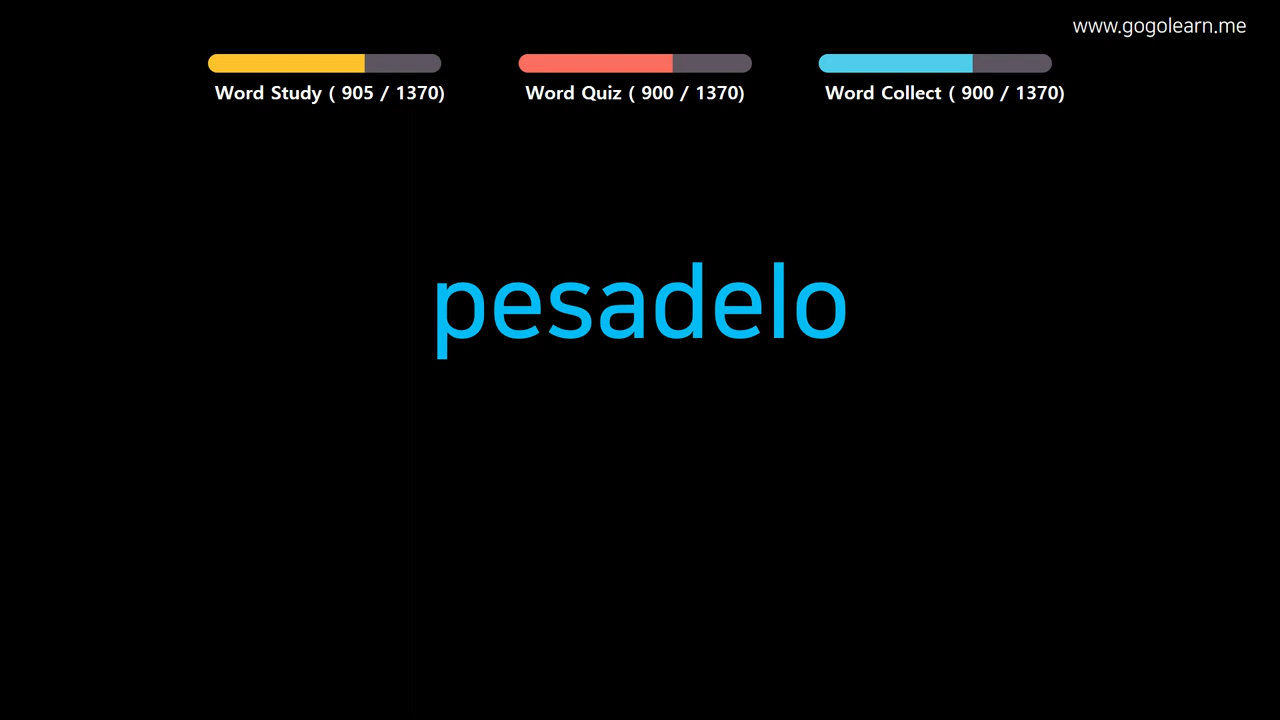 www.gogolearn.me
Word Study ( 905 / 1370)
Word Quiz ( 900 / 1370)
Word Collect ( 900 / 1370)
pesadelo